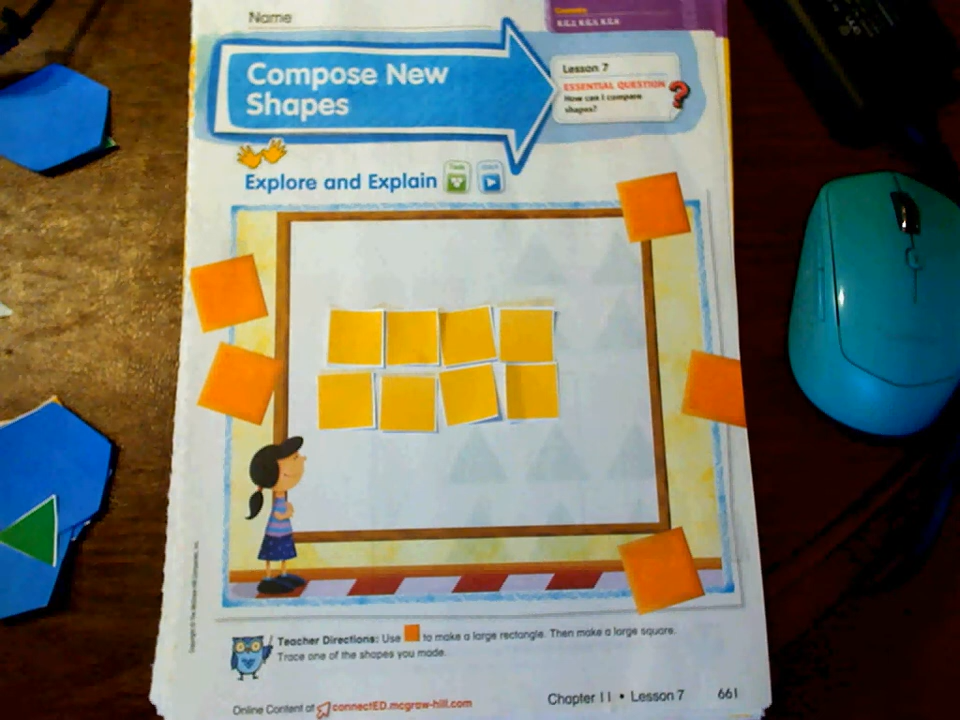 Name
Compose New
Shapes
Lesson 7
ESSENTIAL QUESTION
How can I compare
shapes?
?
Explore and Explain
Teacher Directions: Use to make a large rectangle. Then make a large square.
Trace one of the shapes you made.
Online Content at connectED.mcgraw-hill.com
Chapter 11 • Lesson 7 661